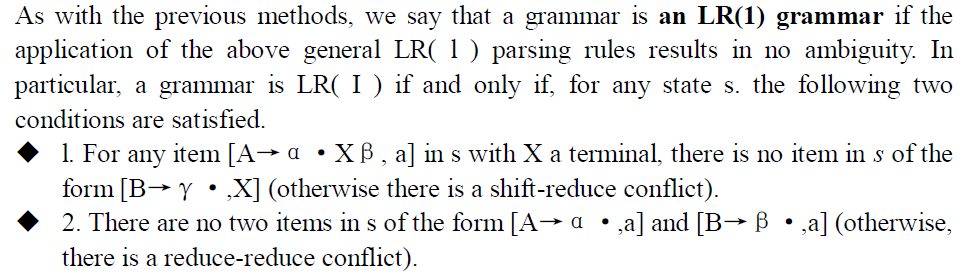 As with the previous methods, we say that a grammar is an LR(1) grammar if the
application of the above general LR( l ) parsing rules results in no ambiguity. In
particular, a grammar is LR( I ) if and only if, for any state s. the following two
conditions are satisfied.
◆ l. For any item [A→ α • X β , a] in s with X a terminal, there is no item in s of the
form [B→ γ • ,X] (otherwise there is a shift-reduce conflict).
◆ 2. There are no two items in s of the form [A→ α • ,a] and [B→ β • ,a] (otherwise,
there is a reduce-reduce conflict).